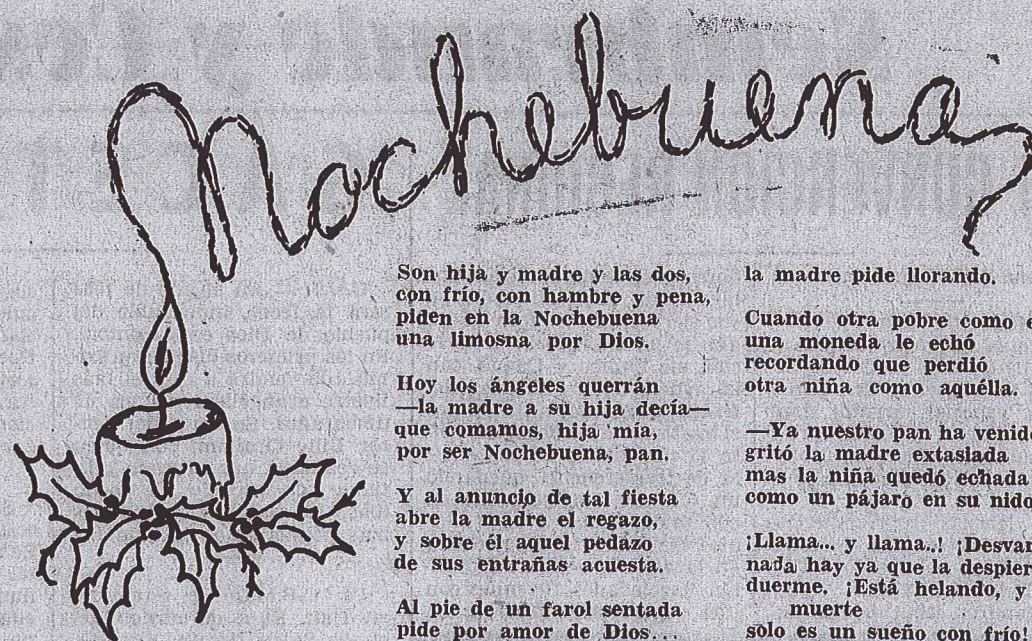 Nochebuena
Son hija y madre y las dos,
con frío, con hambre y pena,
piden en la Nochebuena
una limosna por Dios.
Hoy los ángeles querrán
—la madre a su hija decía—
que comamos, hija mía,
por ser Nochebuena, pan.
Y al anuncio de tal fiesta
abre la madre el regazo,
y sobre él aquel pedazo
de sus entrañas acuesta.
Al pie de un farol sentada
pide por amor de Dios...
la madre pide llorando.
Cuando otra pobre como
una moneda le echó
recordando que perdió
otra niña como aquélla.
—Ya nuestro pan ha venido
gritó la madre extasiada
mas la niña quedó echada
como un pájaro en su nido
¡Llama... y llama..!
nada hay ya que la
duerme. ¡Está helando, y
muerte
solo es un sueño con frío!